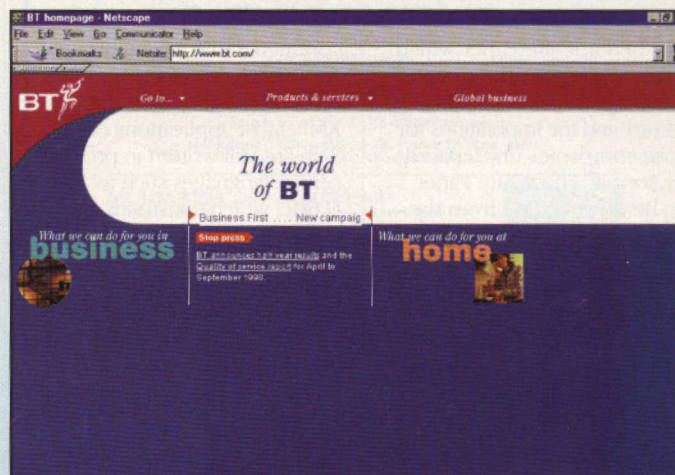 BT homepage - Netscape
File Edit View Go Communicator Help
Bookmarks Netsite: http://www.bt.com/
BT
Go to... Products & services Global business
The world
of BT
Business First ..... New campaig
What we can do for you in
business
Stop press
BT announces half year results and the
Quality of service report for April to
September 1998.
What we can do for you at
home